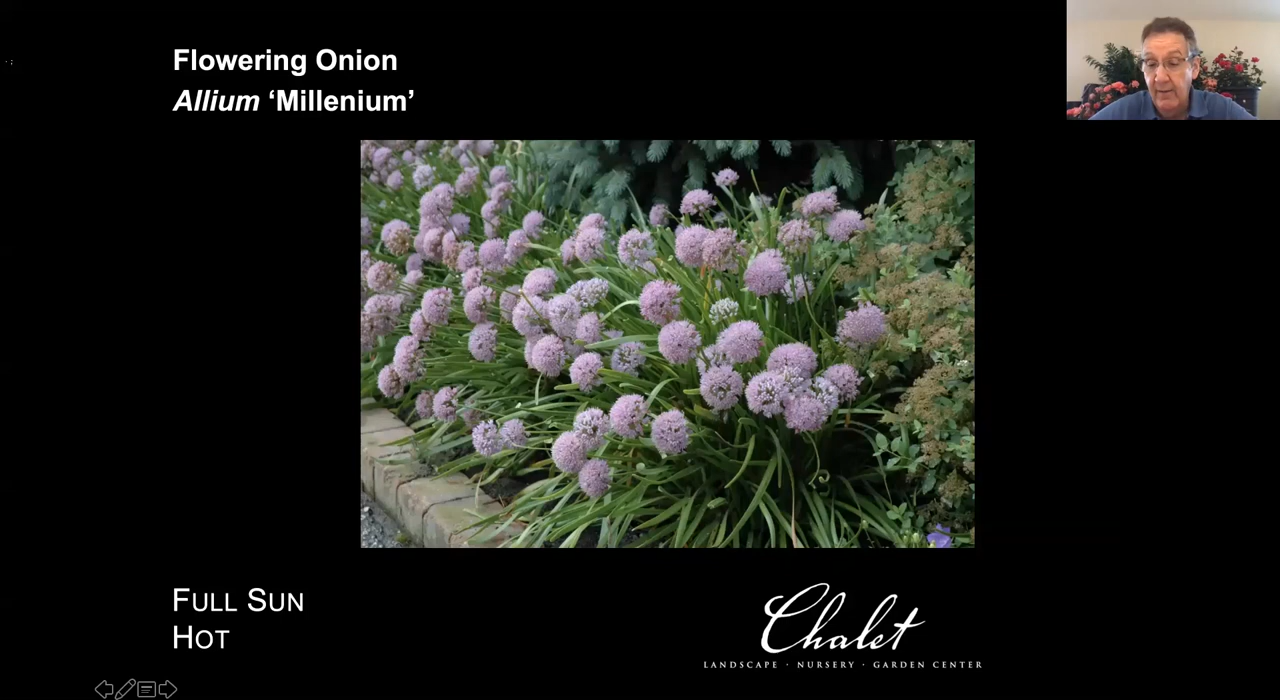 Flowering Onion
Allium ‘Millenium’
FULL SUN
HOT
Chalet
LANDSCAPE · NURSERY · GARDEN CENTER